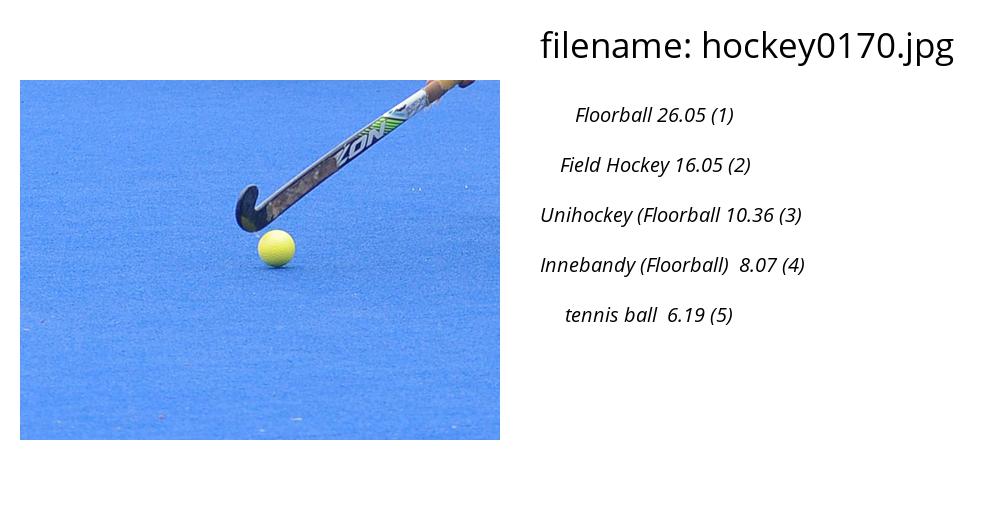 filename: hockey0170.jpg
Floorball 26.05 (1)
Field Hockey 16.05 (2)
Unihockey (Floorball 10.36 (3)
Innebandy (Floorball) 8.07 (4)
tennis ball 6.19 (5)
ZON